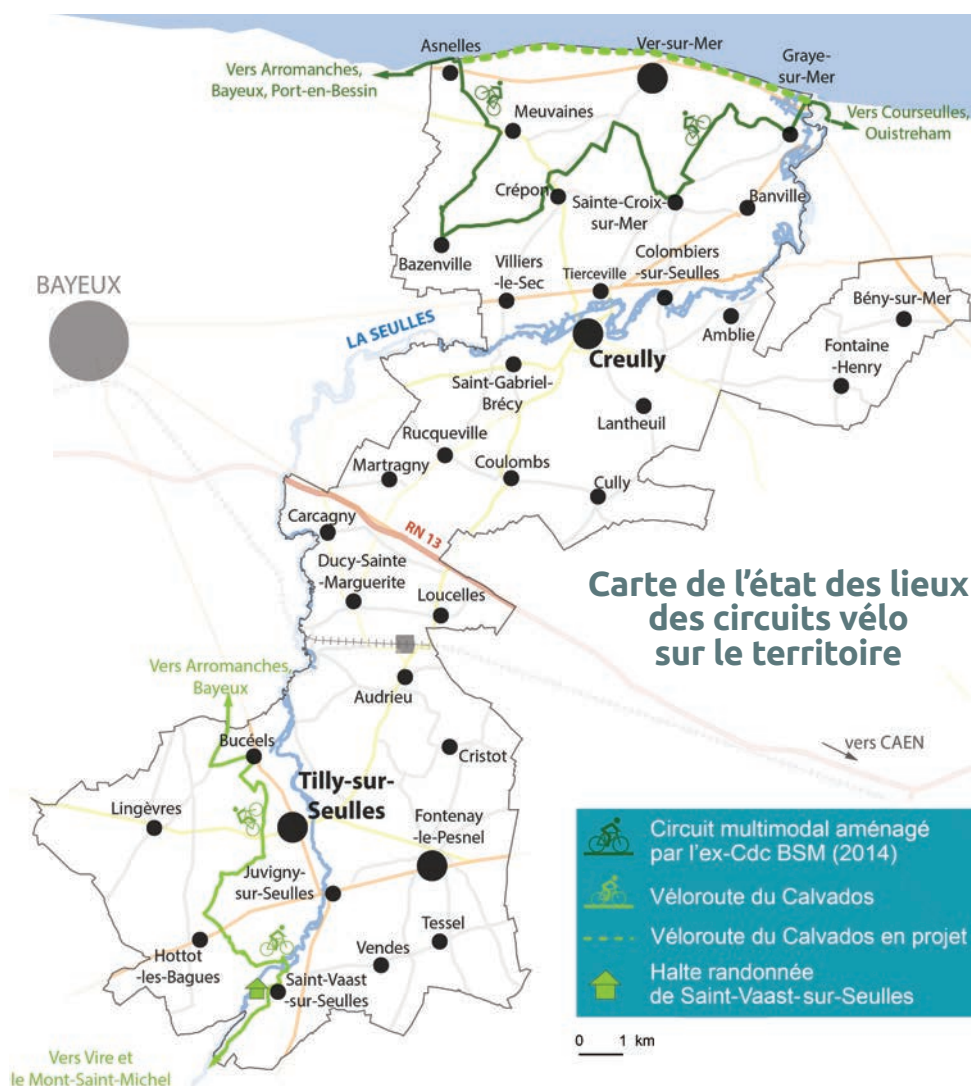 Asnelles
Ver-sur-Mer
Graye-
sur-Mer
Vers Arromanches,
Bayeux, Port-en-Bessin
Meuvaines
Vers Courseulles,
Ouistreham
Crépon
Sainte-Croix-
sur-Mer
Banville
Bazenville
Villiers
-le-Sec
Tierceville
Colombiers
-sur-Seulles
BAYEUX
LA SEULLES
Bény-sur-Mer
Amblie
Creully
Fontaine
-Henry
Saint-Gabriel-
Brécy
Lantheuil
Rucqueville
Martragny
Coulombs
Cully
Carcagny
RN 13
Ducy-Sainte
-Marguerite
Loucelles
Carte de l'état des lieux
des circuits vélo
sur le territoire
Vers Arromanches,
Bayeux
Audrieu
Bucéels
Cristot
vers CAEN
Tilly-sur-
Seulles
Lingèvres
Fontenay
-le-Pesnel
Juvigny-
sur-Seulles
Tessel
Vendes
Hottot
-les-Bagues
Saint-Vaast
-sur-Seulles
Vers Vire et
le Mont-Saint-Michel
Circuit multimodal aménagé
par l'ex-Cdc BSM (2014)
Véloroute du Calvados
Véloroute du Calvados en projet
Halte randonnée
de Saint-Vaast-sur-Seulles
0 1 km